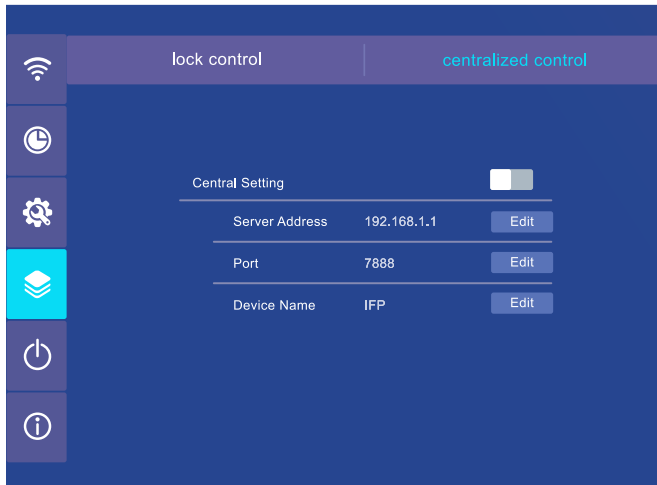 lock control centralized control
Central Setting
Server Address 192.168.1.1 Edit
Port 7888 Edit
Device Name IFP Edit